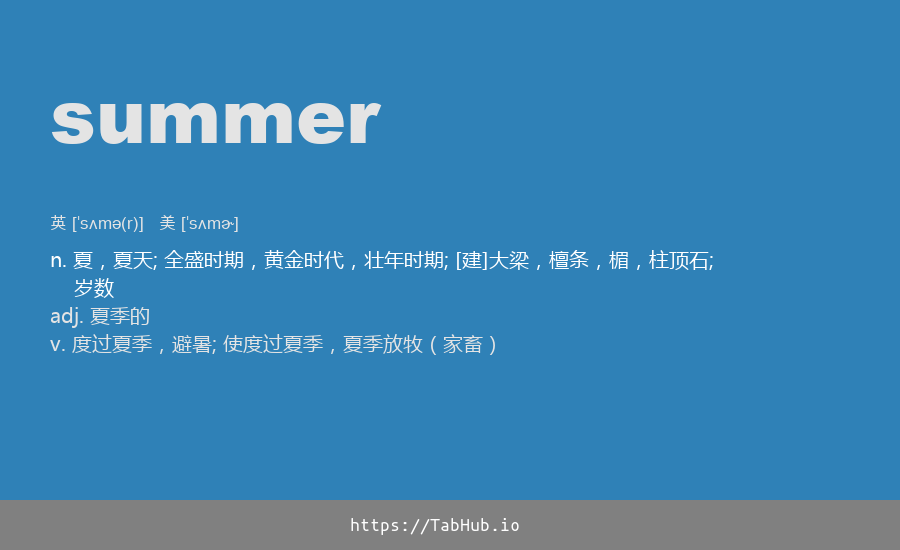 summer
英 [ˈsʌmə(r)] 美 [ˈsʌmɚ]
n. 夏，夏天; 全盛时期，黄金时代，壮年时期; [建]大梁，檀条，楣，柱顶石;
岁数
adj. 夏季的
v. 度过夏季，避暑; 使度过夏季，夏季放牧（家畜）
https://TabHub.io